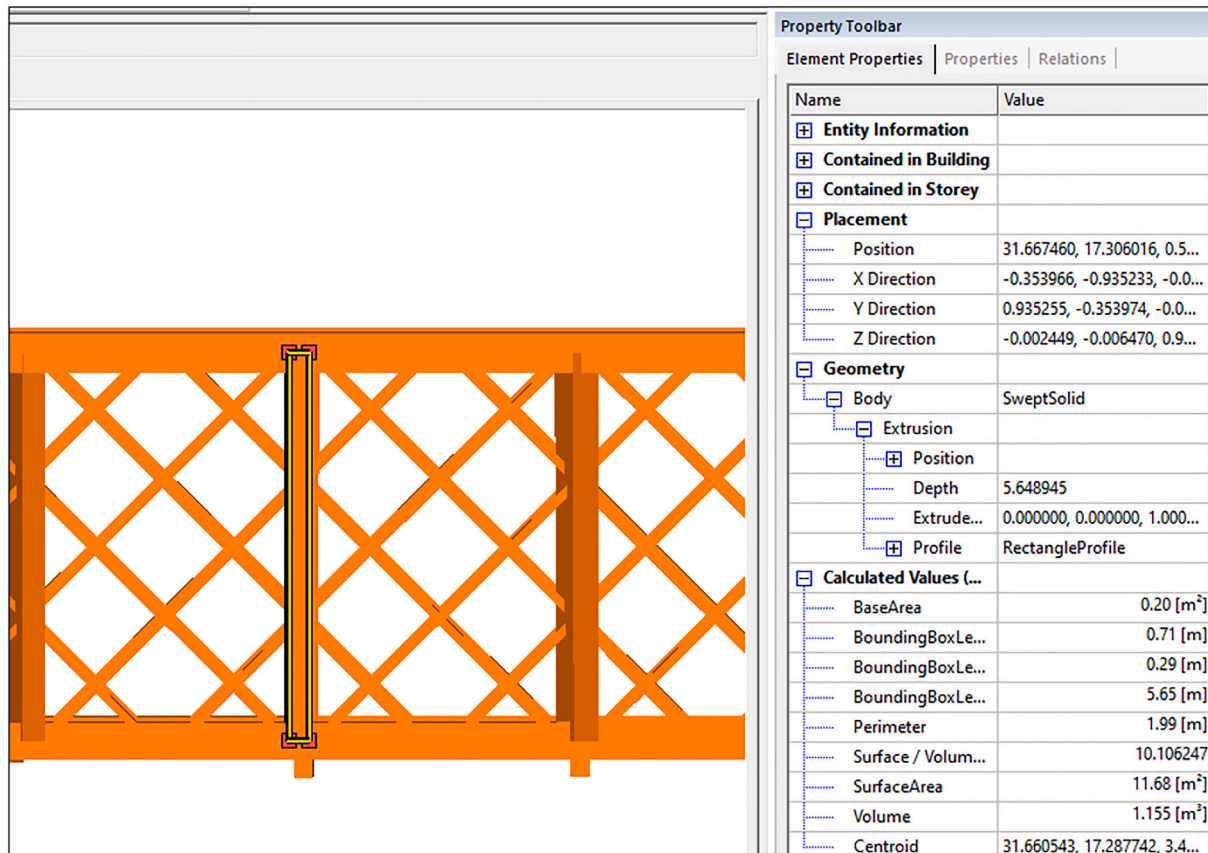 Property Toolbar
Element Properties Properties Relations
Name Value
Entity Information
Contained in Building
Contained in Storey
Placement
Position 31.667460, 17.306016, 0.5...
X Direction -0.353966, -0.935233, -0.0...
Y Direction 0.935255, -0.353974, -0.0...
Z Direction -0.002449, -0.006470, 0.9...
Geometry
Body SweptSolid
Extrusion
Position
Depth 5.648945
Extrude... 0.000000, 0.000000, 1.000...
Profile RectangleProfile
Calculated Values (...
BaseArea 0.20 [m²]
BoundingBoxLe... 0.71 [m]
BoundingBoxLe... 0.29 [m]
BoundingBoxLe... 5.65 [m]
Perimeter 1.99 [m]
Surface / Volum... 10.106247
SurfaceArea 11.68 [m²]
Volume 1.155 [m³]
Centroid 31.660543, 17.287742, 3.4...